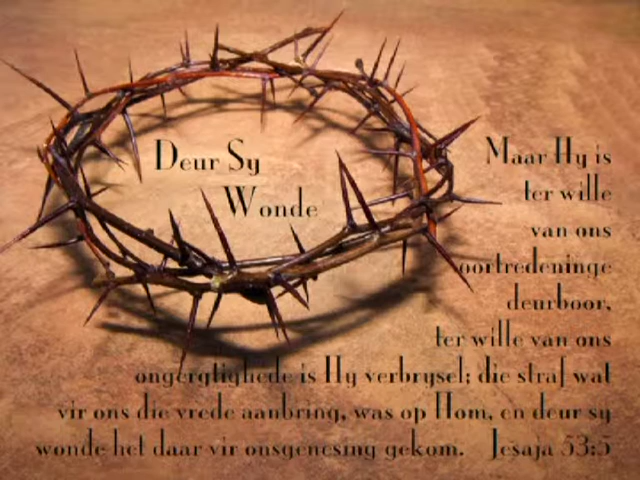 Deur Sy
Wonde
Maar Hy is
ter wille
van ons
oortredeninge
deurboor,
ter wille van ons
ongergtighede is Hy verbrysel; die straf wat
vir ons die vrede aanbring, was op Hom, en deur sy
wonde het daar vir onsgenesing gekom. Jesaja 53:5